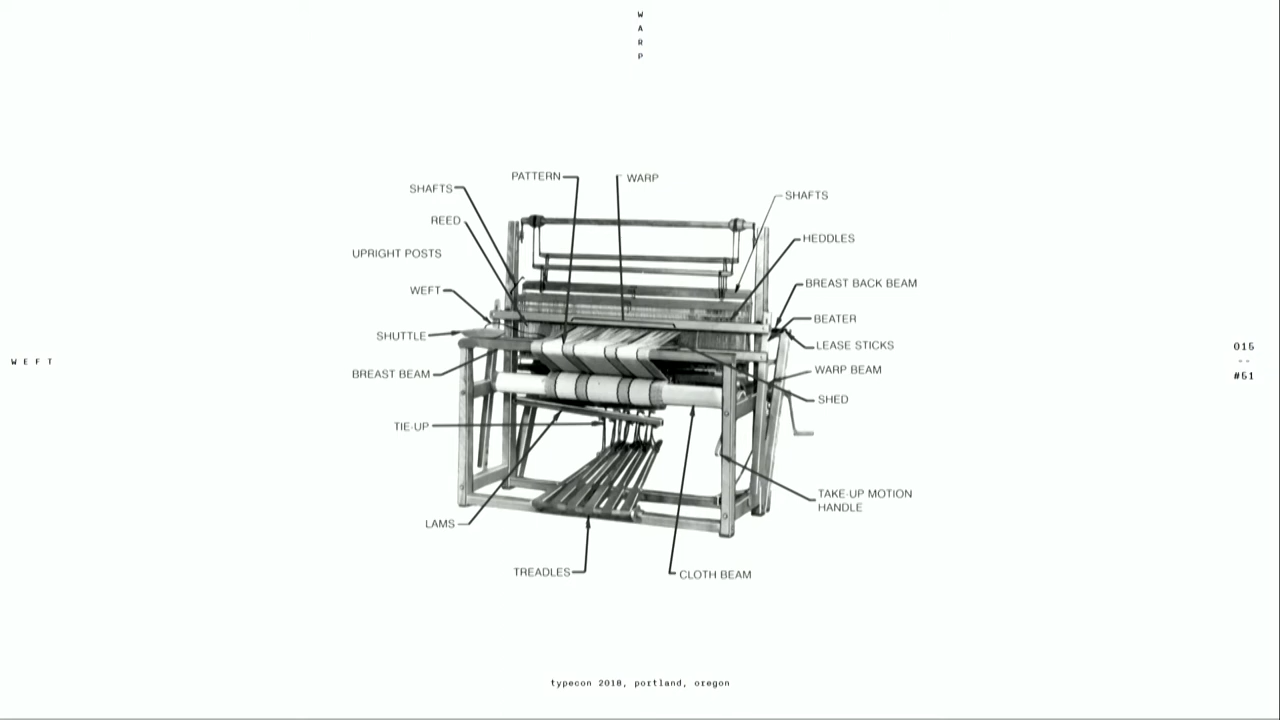 W
A
R
P
PATTERN
WARP
SHAFTS
SHAFTS
REED
HEDDLES
UPRIGHT POSTS
BREAST BACK BEAM
WEFT
BEATER
SHUTTLE
LEASE STICKS
015
--
#51
W E F T
BREAST BEAM
WARP BEAM
SHED
TIE-UP
TAKE-UP MOTION
HANDLE
LAMS
TREADLES
CLOTH BEAM
typecon 2018, portland, oregon